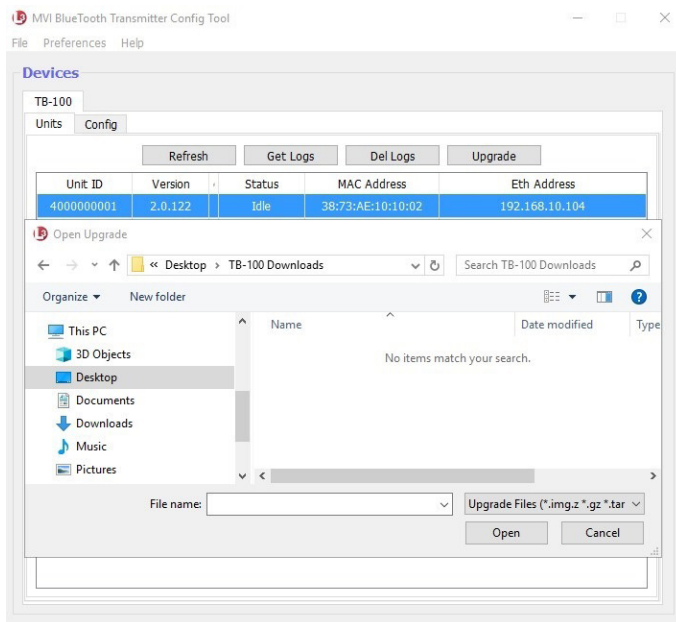 MVI BlueTooth Transmitter Config Tool
File Preferences Help
Devices
TB-100
Units Config
Refresh Get Logs Del Logs Upgrade
Unit ID Version Status MAC Address Eth Address
4000000001 2.0.122 Idle 38:73:AE:10:10:02 192.168.10.104
Open Upgrade
« Desktop › TB-100 Downloads Search TB-100 Downloads
Organize New folder
Name Date modified Type
This PC
No items match your search.
3D Objects
Desktop
Documents
Downloads
Music
Pictures
File name: Upgrade Files (*.img.z *.gz *.tar
Open Cancel